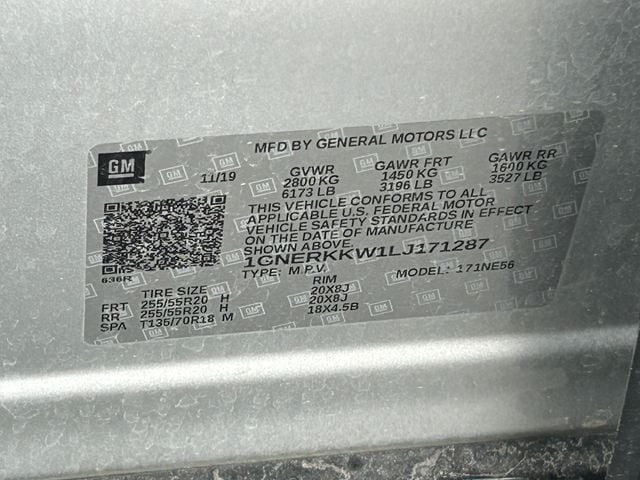 GM
MFD BY GENERAL MOTORS LLC
11/19 GVWR GAWR FRT GAWR RR
2800 KG 1450 KG 1600 KG
6173 LB 3196 LB 3527 LB
THIS VEHICLE CONFORMS TO ALL
APPLICABLE U.S. FEDERAL MOTOR
VEHICLE SAFETY STANDARDS IN EFFECT
ON THE DATE OF MANUFACTURE
SHOWN ABOVE.
1GNERKKW1LJ171287
636R TYPE: M.P.V. MODEL: 171NE56
TIRE SIZE RIM
FRT 255/55R20 H 20X8J
RR 255/55R20 H 20X8J
SPA T135/70R18 M 18X4.5B